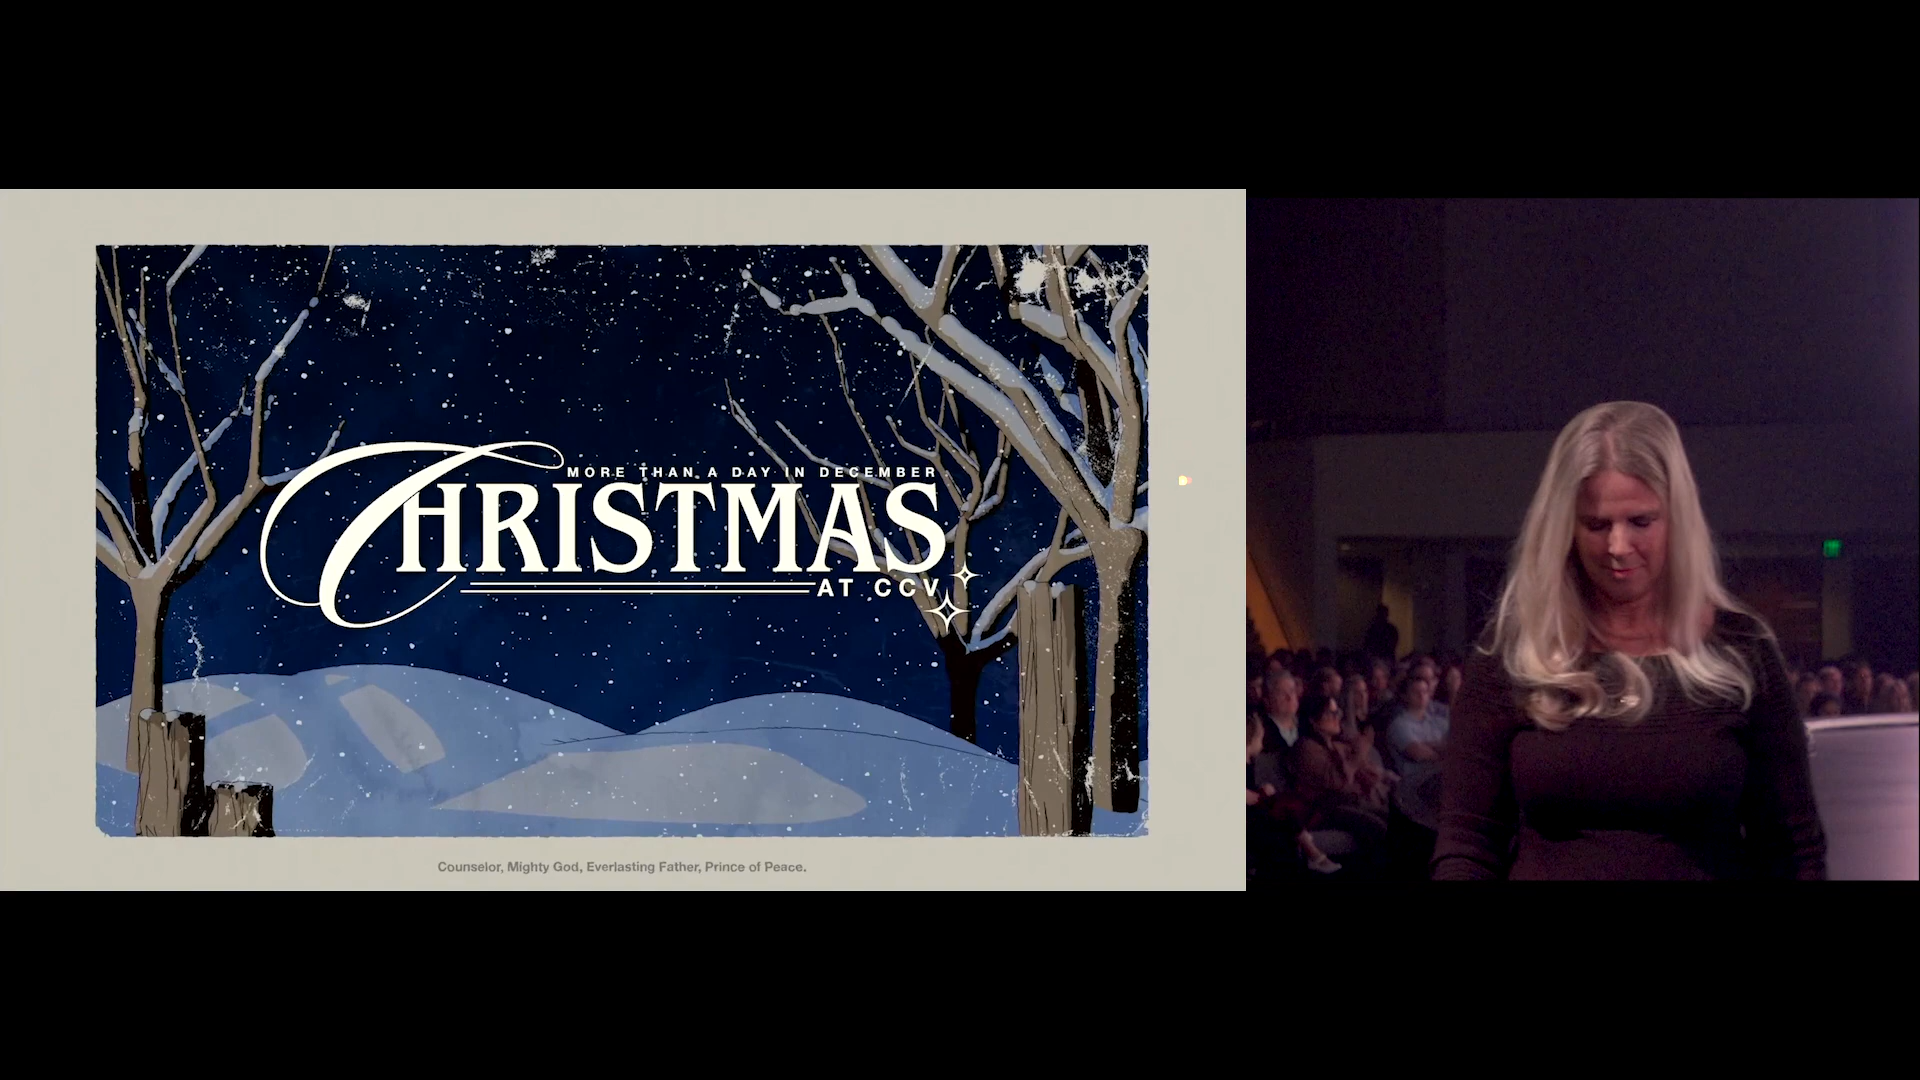 MORE THAN A DAY IN DECEMBER
CHRISTMAS
AT CCV
Counselor, Mighty God, Everlasting Father, Prince of Peace.